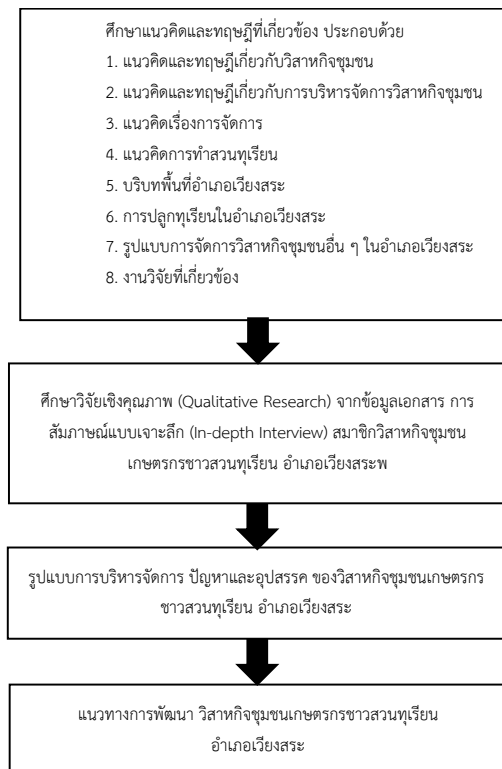 ศึกษาแนวคิดและทฤษฎีที่เกี่ยวข้อง ประกอบด้วย
1. แนวคิดและทฤษฎีเกี่ยวกับวิสาหกิจชุมชน
2. แนวคิดและทฤษฎีเกี่ยวกับการบริหารจัดการวิสาหกิจชุมชน
3. แนวคิดเรื่องการจัดการ
4. แนวคิดการทำสวนทุเรียน
5. บริบทพื้นที่อำเภอเวียงสระ
6. การปลูกทุเรียนในอำเภอเวียงสระ
7. รูปแบบการจัดการวิสาหกิจชุมชนอื่น ๆ ในอำเภอเวียงสระ
8. งานวิจัยที่เกี่ยวข้อง
ศึกษาวิจัยเชิงคุณภาพ (Qualitative Research) จากข้อมูลเอกสาร การ
สัมภาษณ์แบบเจาะลึก (In-depth Interview) สมาชิกวิสาหกิจชุมชน
เกษตรกรชาวสวนทุเรียน อำเภอเวียงสระพ
รูปแบบการบริหารจัดการ ปัญหาและอุปสรรค ของวิสาหกิจชุมชนเกษตรกร
ชาวสวนทุเรียน อำเภอเวียงสระ
แนวทางการพัฒนา วิสาหกิจชุมชนเกษตรกรชาวสวนทุเรียน
อำเภอเวียงสระ